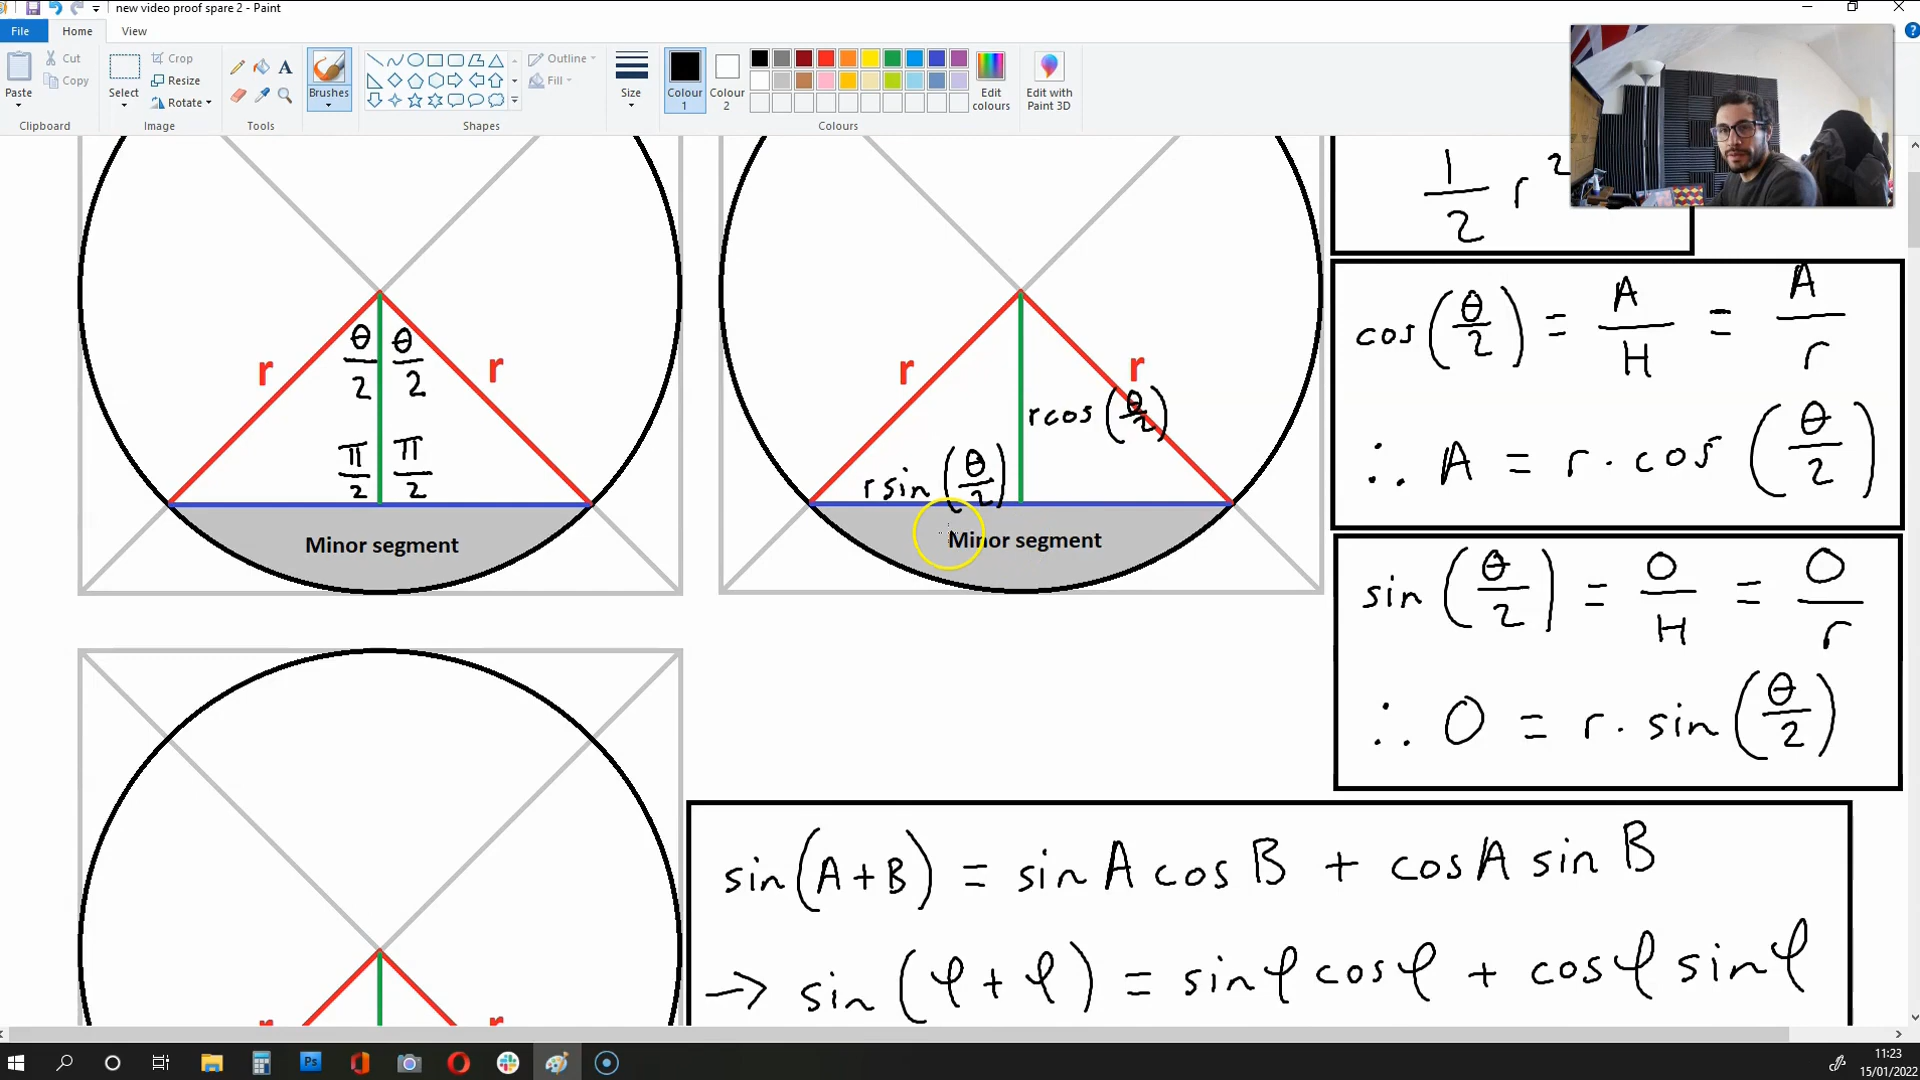 new video proof spare 2 - Paint
File Home View
Paste Cut Copy Clipboard
Select Crop Resize Rotate Image
Tools
Brushes
Outline Fill Shapes
Size
Colour 1 Colour 2 Edit colours Edit with Paint 3D Colours
θ/2 θ/2
r r
π/2 π/2
Minor segment
r r
rcos (θ/2)
rsin (θ/2)
Minor segment
1/2 r²
cos(θ/2) = A/H = A/r
∴ A = r · cos (θ/2)
sin (θ/2) = O/H = O/r
∴ O = r · sin (θ/2)
r r
sin(A+B) = sinA cosB + cosA sinB
→ sin (φ + φ) = sinφ cosφ + cosφ sinφ
Ps
11:23
15/01/2022